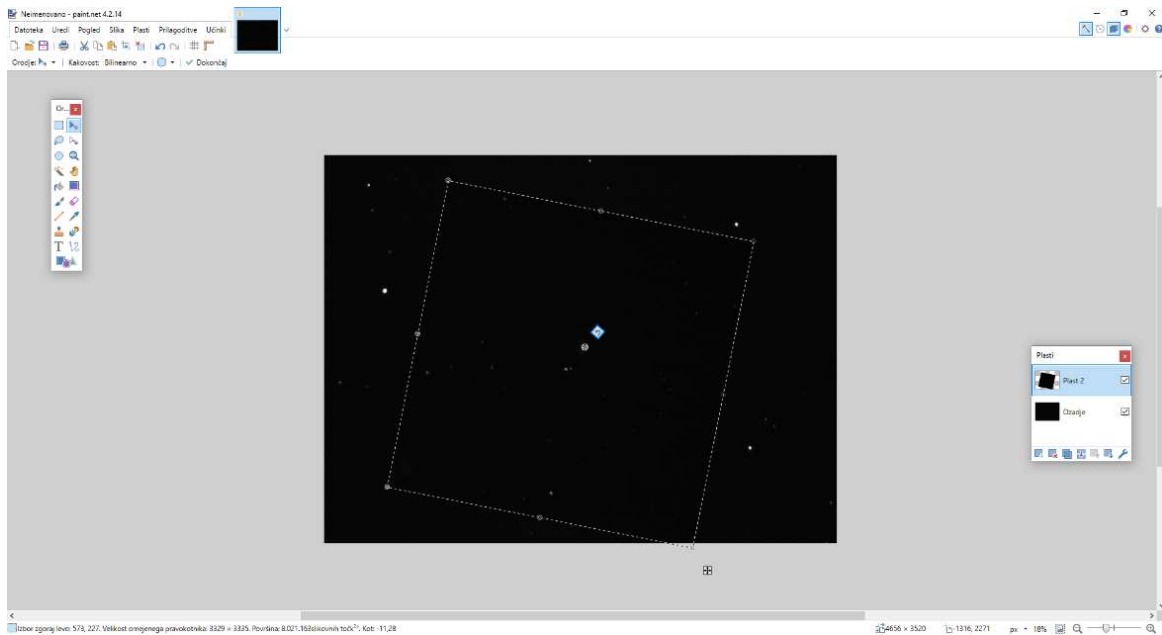 Neimenovano - paint.net 4.2.14
Datoteka Uredi Pogled Slika Plasti Prilagoditve Učinki
Orodje: Kakovost: Bilinearno Dokončaj
Or...
Plasti
Plast 2
Ozadje
Izbor zgoraj levo: 573, 227. Velikost omejenega pravokotnika: 3329 × 3335. Površina: 8.021.163slikovnih točk². Kot: -11,28
4656 × 3520
-1316, 2271
px
18%